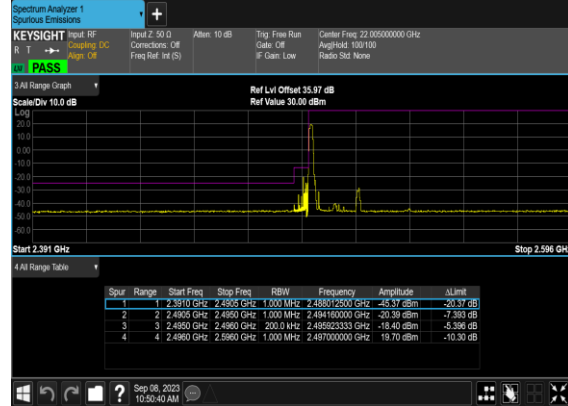 Spectrum Analyzer 1
Spurious Emissions
+
KEYSIGHT Input: RF Input Z: 50 Ω Atten: 10 dB Trig: Free Run Center Freq: 22.005000000 GHz
R T Coupling: DC Corrections: Off Gate: Off Avg|Hold: 100/100
Align: Off Freq Ref: Int (S) IF Gain: Low Radio Std: None
PASS
3 All Range Graph
Ref Lvl Offset 35.97 dB
Scale/Div 10.0 dB Ref Value 30.00 dBm
Log
20.0
10.0
0.00
-10.0
-20.0
-30.0
-40.0
-50.0
-60.0
Start 2.391 GHz Stop 2.596 GH
4 All Range Table
Spur Range Start Freq Stop Freq RBW Frequency Amplitude ΔLimit
1 1 2.3910 GHz 2.4905 GHz 1.000 MHz 2.488012500 GHz -45.37 dBm -20.37 dB
2 2 2.4905 GHz 2.4950 GHz 1.000 MHz 2.494160000 GHz -20.39 dBm -7.393 dB
3 3 2.4950 GHz 2.4960 GHz 200.0 kHz 2.495923333 GHz -18.40 dBm -5.396 dB
4 4 2.4960 GHz 2.5960 GHz 1.000 MHz 2.497000000 GHz 19.70 dBm -10.30 dB
? Sep 08, 2023
10:50:40 AM